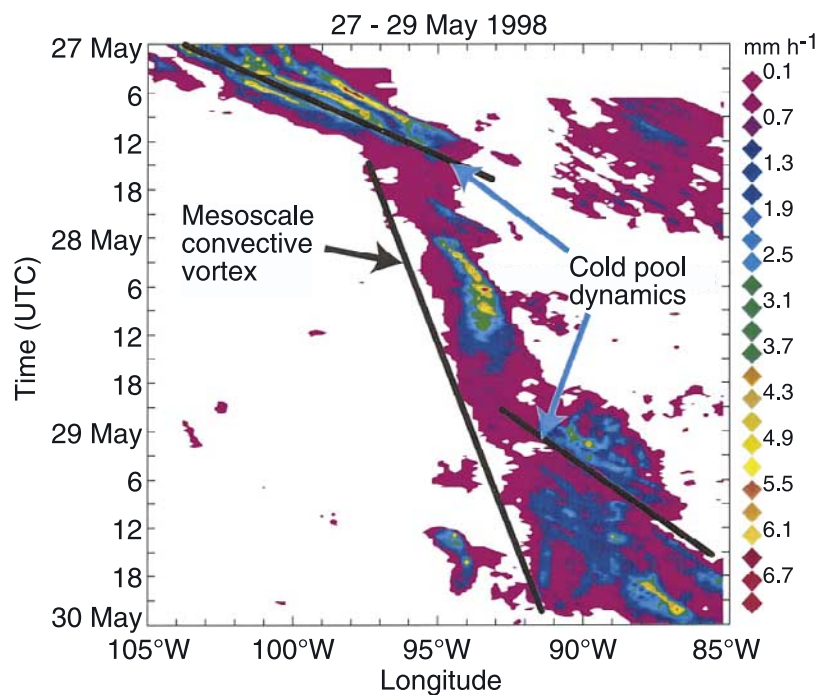 27 - 29 May 1998
27 May
6
12
18
28 May
6
12
18
29 May
6
12
18
30 May
Time (UTC)
105°W
100°W
95°W
90°W
85°W
Longitude
Mesoscale
convective
vortex
Cold pool
dynamics
mm h-1
0.1
0.7
1.3
1.9
2.5
3.1
3.7
4.3
4.9
5.5
6.1
6.7